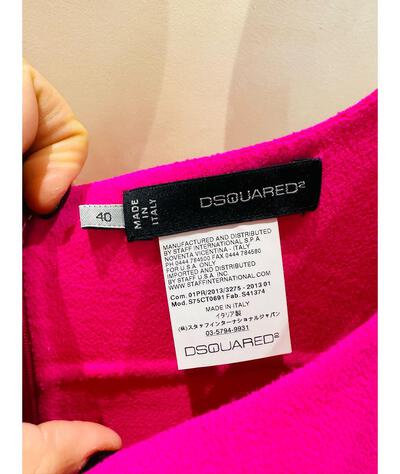 40
MADE
IN
ITALY
DSQUARED²
MANUFACTURED AND DISTRIBUTED
BY STAFF INTERNATIONAL S.P.A.
NOVENTA VICENTINA - ITALY
PH 0444 784500 FAX 0444 784580
FOR U.S.A. ONLY
IMPORTED AND DISTRIBUTED
BY STAFF U.S.A. INC
WWW.STAFFINTERNATIONAL.COM
Com. 01PR/2013/3275 - 2013 01
Mod. S75CT0691 Fab. S41374
MADE IN ITALY
イタリア製
(株)スタッフインターナショナルジャパン
03-5794-9931
DSQUARED²